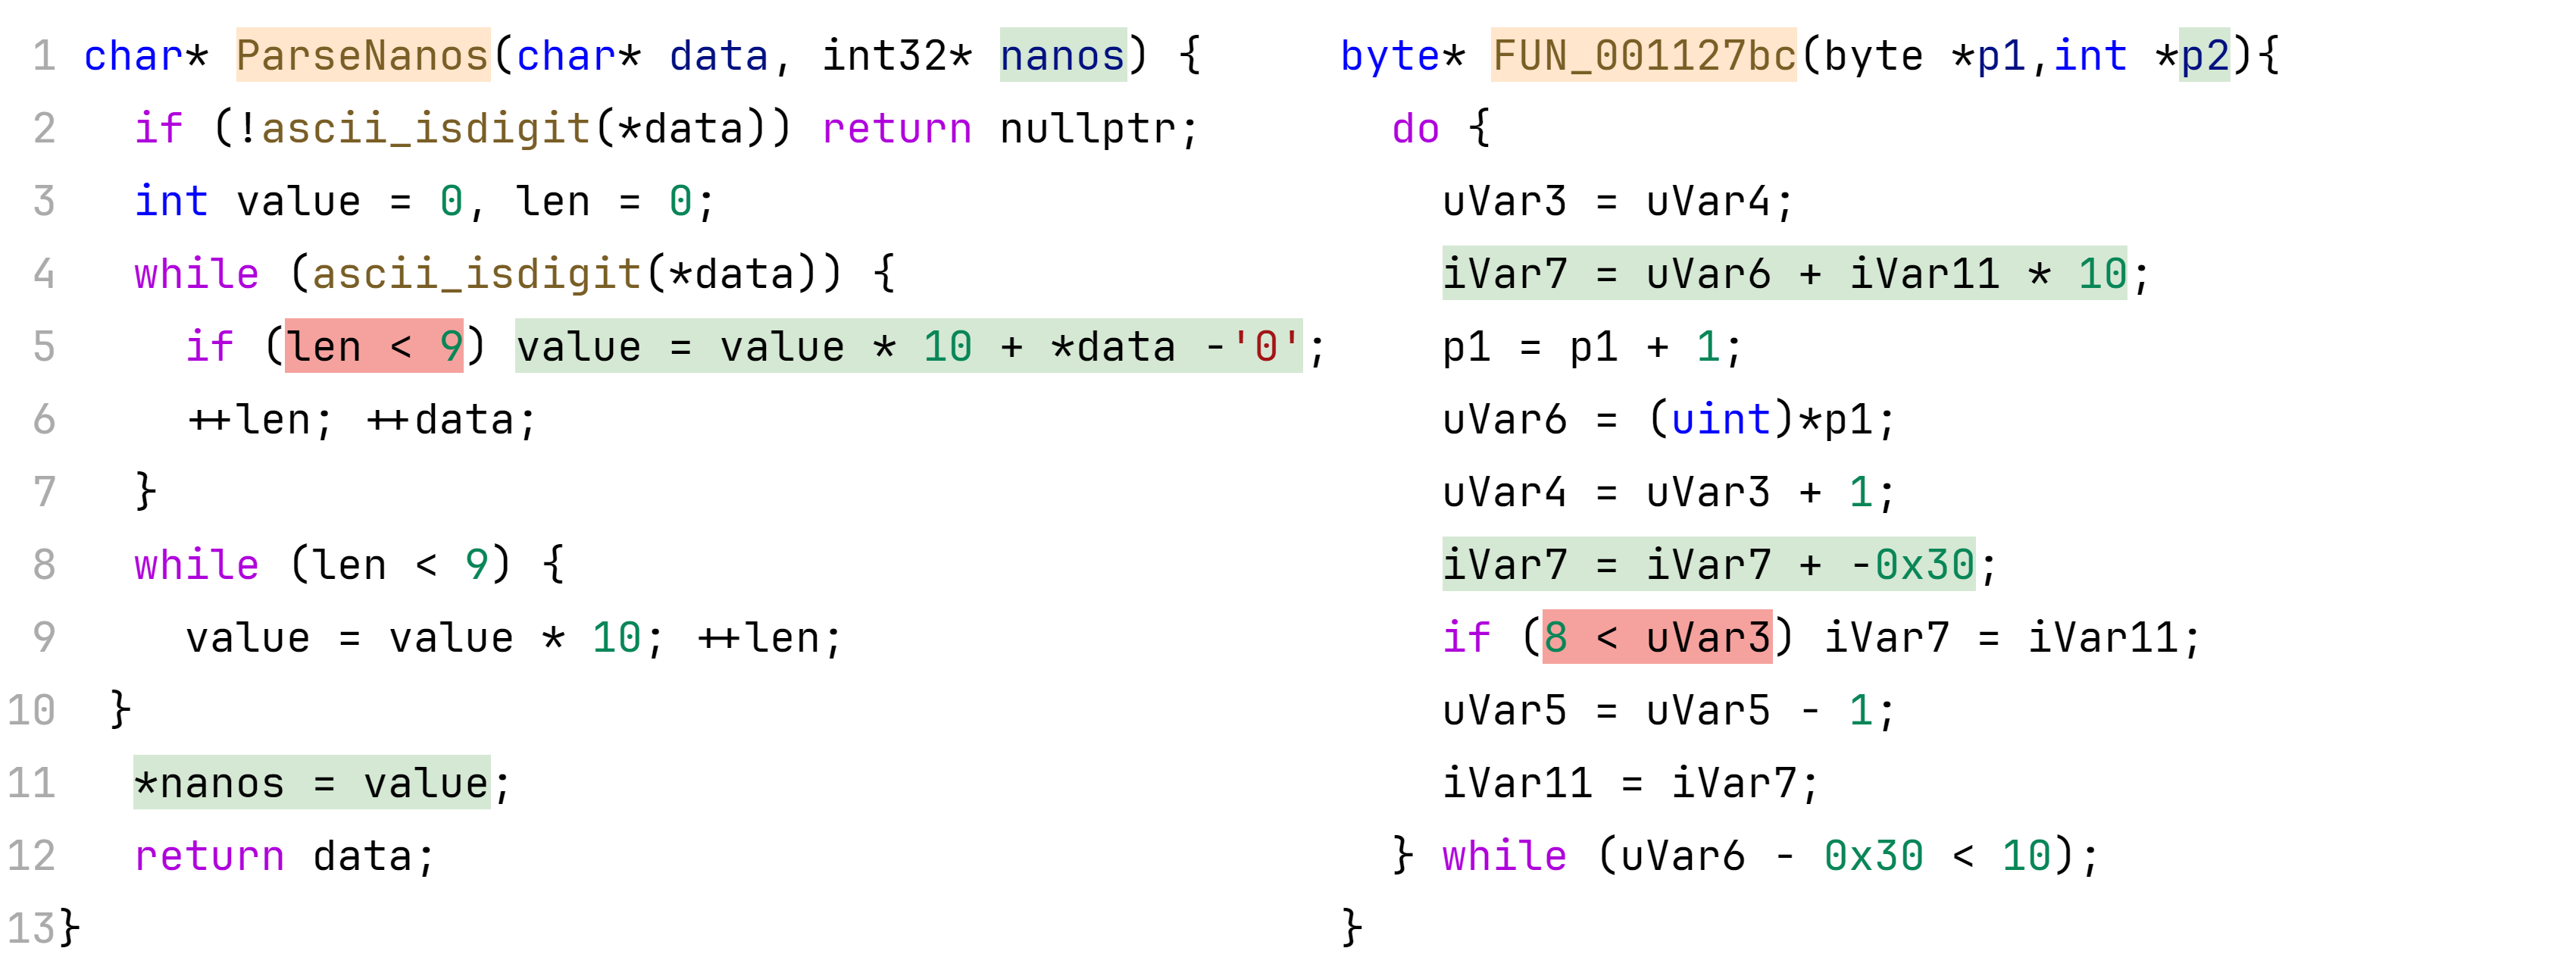 1 char* ParseNanos(char* data, int32* nanos) {
2 if (!ascii_isdigit(*data)) return nullptr;
3 int value = 0, len = 0;
4 while (ascii_isdigit(*data)) {
5 if (len < 9) value = value * 10 + *data -'0';
6 ++len; ++data;
7 }
8 while (len < 9) {
9 value = value * 10; ++len;
10 }
11 *nanos = value;
12 return data;
13 }
byte* FUN_001127bc(byte *p1,int *p2){
do {
uVar3 = uVar4;
iVar7 = uVar6 + iVar11 * 10;
p1 = p1 + 1;
uVar6 = (uint)*p1;
uVar4 = uVar3 + 1;
iVar7 = iVar7 + -0x30;
if (8 < uVar3) iVar7 = iVar11;
uVar5 = uVar5 - 1;
iVar11 = iVar7;
} while (uVar6 - 0x30 < 10);
}